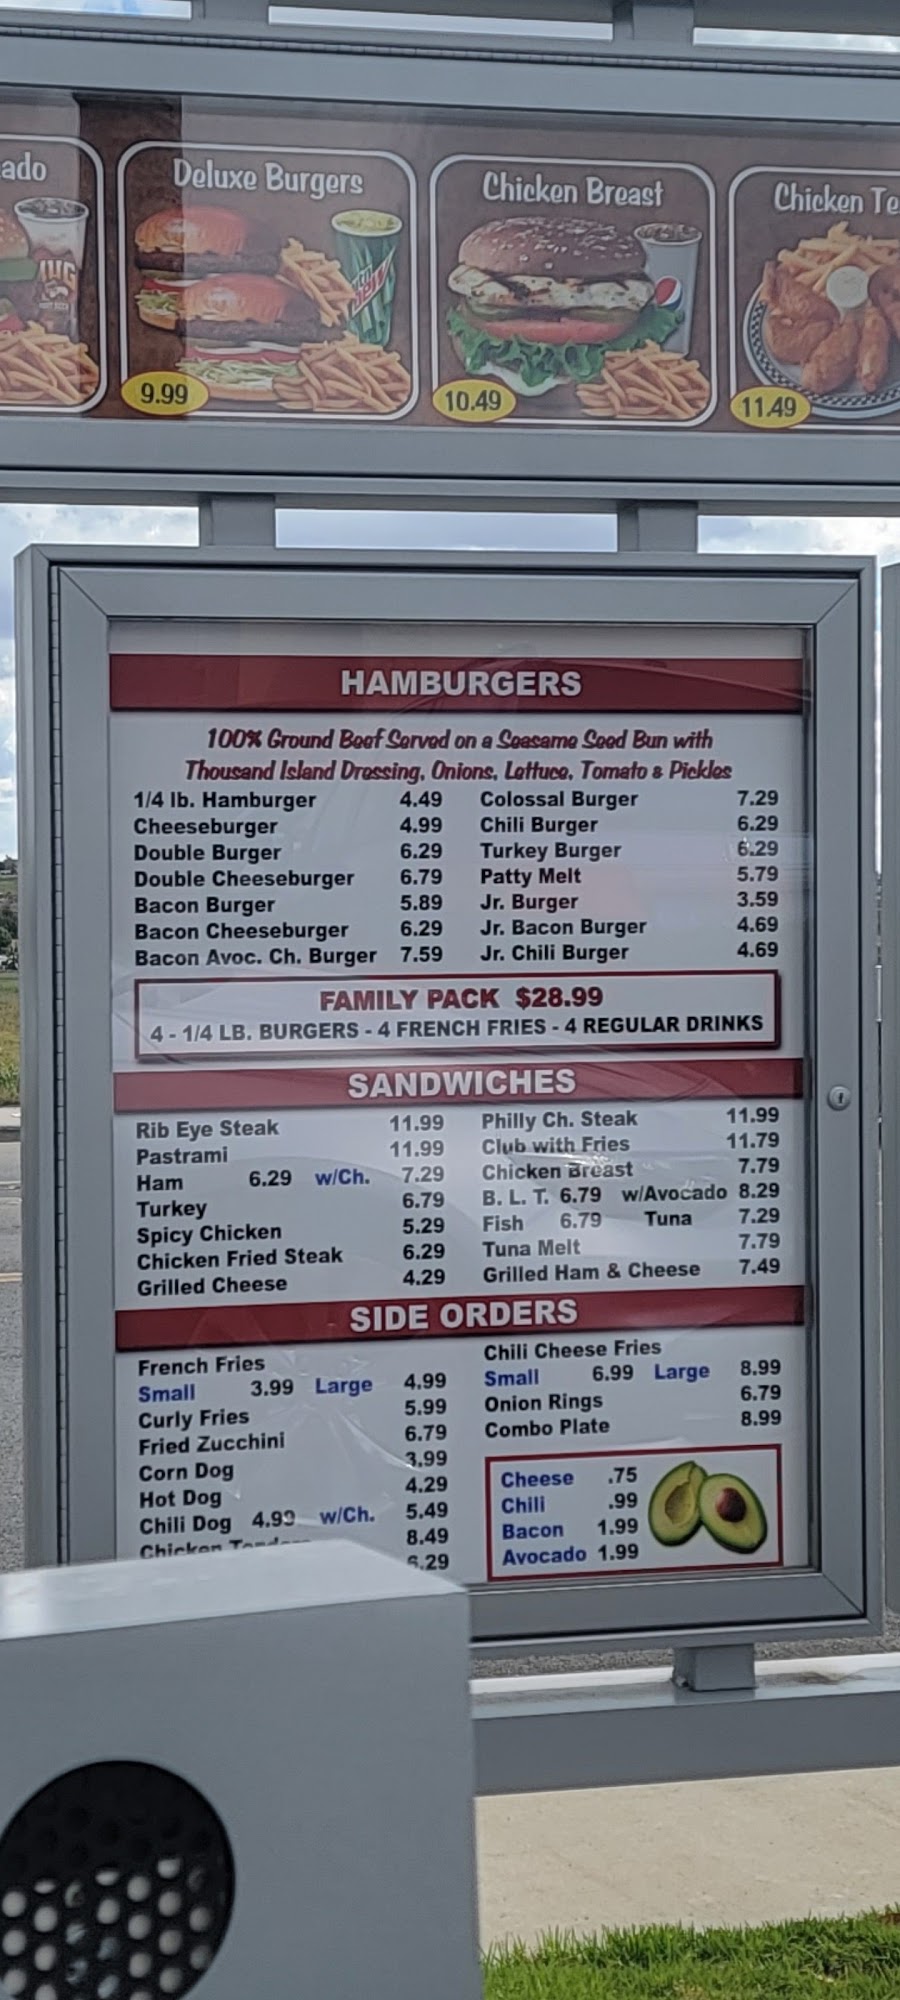 ado
Deluxe Burgers
9.99
Chicken Breast
10.49
Chicken Te
11.49
HAMBURGERS
100% Ground Beef Served on a Seasame Seed Bun with
Thousand Island Dressing, Onions, Lettuce, Tomato & Pickles
1/4 lb. Hamburger 4.49 Colossal Burger 7.29
Cheeseburger 4.99 Chili Burger 6.29
Double Burger 6.29 Turkey Burger 6.29
Double Cheeseburger 6.79 Patty Melt 5.79
Bacon Burger 5.89 Jr. Burger 3.59
Bacon Cheeseburger 6.29 Jr. Bacon Burger 4.69
Bacon Avoc. Ch. Burger 7.59 Jr. Chili Burger 4.69
FAMILY PACK $28.99
4 - 1/4 LB. BURGERS - 4 FRENCH FRIES - 4 REGULAR DRINKS
SANDWICHES
Rib Eye Steak 11.99 Philly Ch. Steak 11.99
Pastrami 11.99 Club with Fries 11.79
Ham 6.29 w/Ch. 7.29 Chicken Breast 7.79
Turkey 6.79 B. L. T. 6.79 w/Avocado 8.29
Spicy Chicken 5.29 Fish 6.79 Tuna 7.29
Chicken Fried Steak 6.29 Tuna Melt 7.79
Grilled Cheese 4.29 Grilled Ham & Cheese 7.49
SIDE ORDERS
French Fries
Small 3.99 Large 4.99
Curly Fries 5.99
Fried Zucchini 6.79
Corn Dog 3.99
Hot Dog 4.29
Chili Dog 4.99 w/Ch. 5.49
Chicken Tenders 8.49
6.29
Chili Cheese Fries
Small 6.99 Large 8.99
Onion Rings 6.79
Combo Plate 8.99
Cheese .75
Chili .99
Bacon 1.99
Avocado 1.99